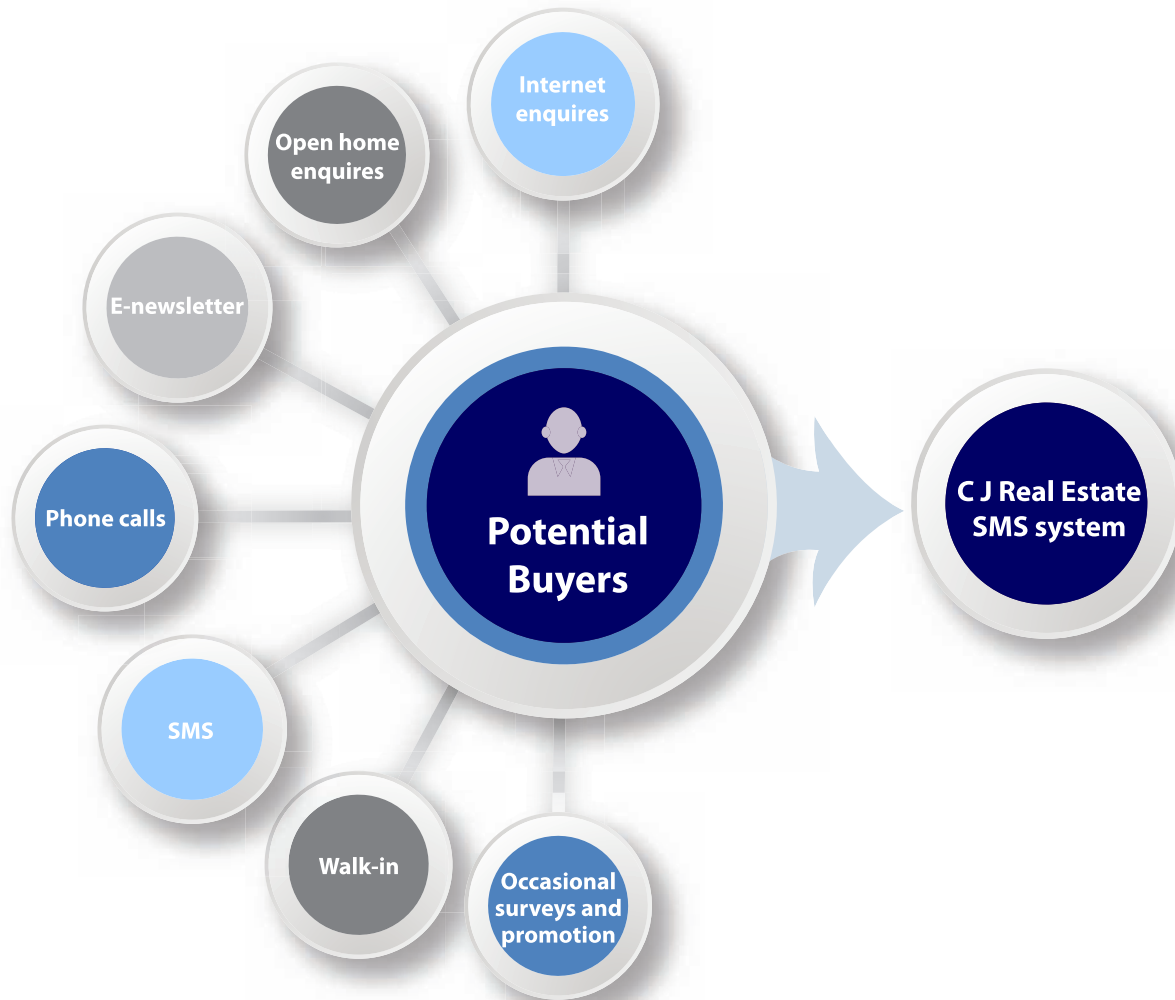 Internet
enquires
Open home
enquires
E-newsletter
Phone calls
SMS
Walk-in
Occasional
surveys and
promotion
Potential
Buyers
C J Real Estate
SMS system